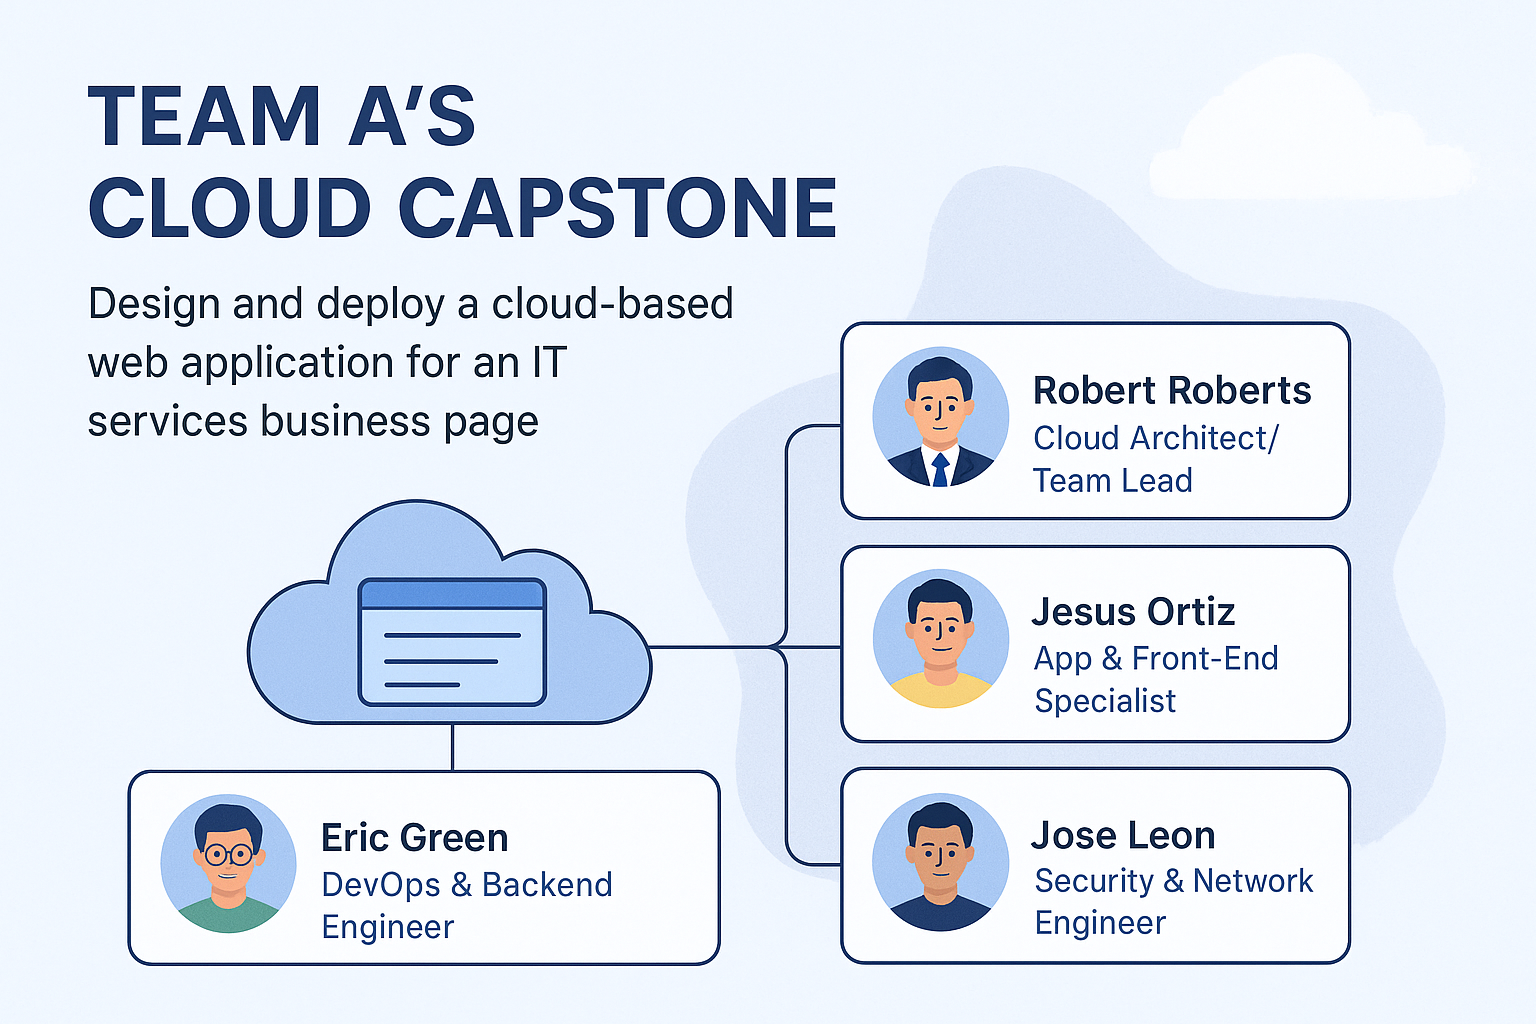 TEAM A’S
CLOUD CAPSTONE
Design and deploy a cloud-based
web application for an IT
services business page
Robert Roberts
Cloud Architect/
Team Lead
Jesus Ortiz
App & Front-End
Specialist
Eric Green
DevOps & Backend
Engineer
Jose Leon
Security & Network
Engineer